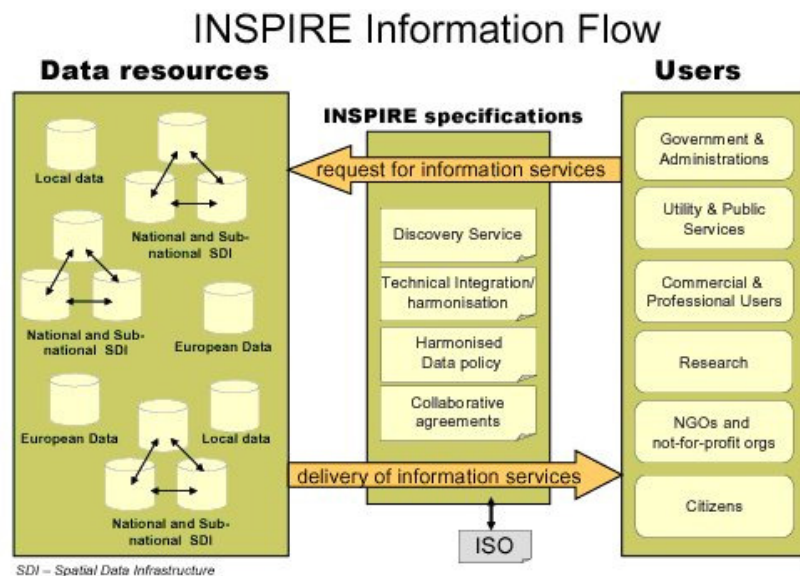 INSPIRE Information Flow
Data resources
Users
INSPIRE specifications
Local data
National and Sub-
national SDI
National and Sub-
national SDI
European Data
European Data
Local data
National and Sub-
national SDI
request for information services
Discovery Service
Technical Integration/
harmonisation
Harmonised
Data policy
Collaborative
agreements
delivery of information services
ISO
Government &
Administrations
Utility & Public
Services
Commercial &
Professional Users
Research
NGOs and
not-for-profit orgs
Citizens
SDI – Spatial Data Infrastructure